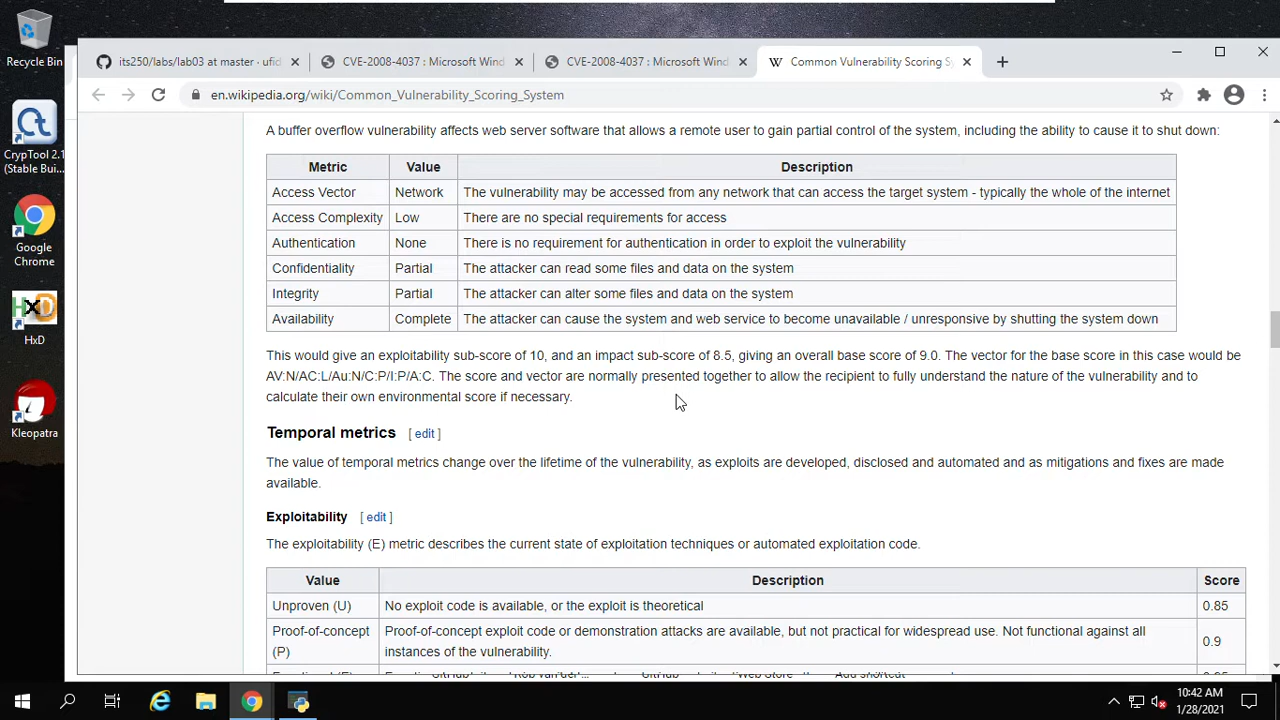 Recycle Bin
CrypTool 2.1
(Stable Bui...
Google
Chrome
HxD
Kleopatra
its250/labs/lab03 at master · ufid
CVE-2008-4037 : Microsoft Wind
CVE-2008-4037 : Microsoft Wind
W Common Vulnerability Scoring S
en.wikipedia.org/wiki/Common_Vulnerability_Scoring_System
A buffer overflow vulnerability affects web server software that allows a remote user to gain partial control of the system, including the ability to cause it to shut down:
Metric Value Description
Access Vector Network The vulnerability may be accessed from any network that can access the target system - typically the whole of the internet
Access Complexity Low There are no special requirements for access
Authentication None There is no requirement for authentication in order to exploit the vulnerability
Confidentiality Partial The attacker can read some files and data on the system
Integrity Partial The attacker can alter some files and data on the system
Availability Complete The attacker can cause the system and web service to become unavailable / unresponsive by shutting the system down
This would give an exploitability sub-score of 10, and an impact sub-score of 8.5, giving an overall base score of 9.0. The vector for the base score in this case would be
AV:N/AC:L/Au:N/C:P/I:P/A:C. The score and vector are normally presented together to allow the recipient to fully understand the nature of the vulnerability and to
calculate their own environmental score if necessary.
Temporal metrics [ edit ]
The value of temporal metrics change over the lifetime of the vulnerability, as exploits are developed, disclosed and automated and as mitigations and fixes are made
available.
Exploitability [ edit ]
The exploitability (E) metric describes the current state of exploitation techniques or automated exploitation code.
Value Description Score
Unproven (U) No exploit code is available, or the exploit is theoretical 0.85
Proof-of-concept
(P)
Proof-of-concept exploit code or demonstration attacks are available, but not practical for widespread use. Not functional against all
instances of the vulnerability.
0.9
10:42 AM
1/28/2021